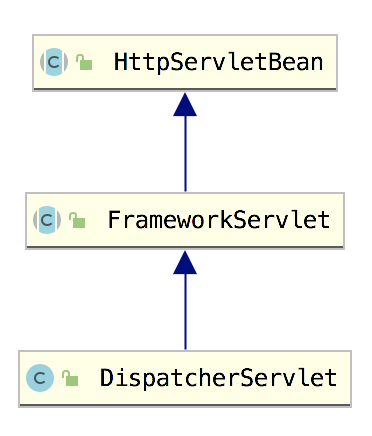 C HttpServletBean
C FrameworkServlet
C DispatcherServlet